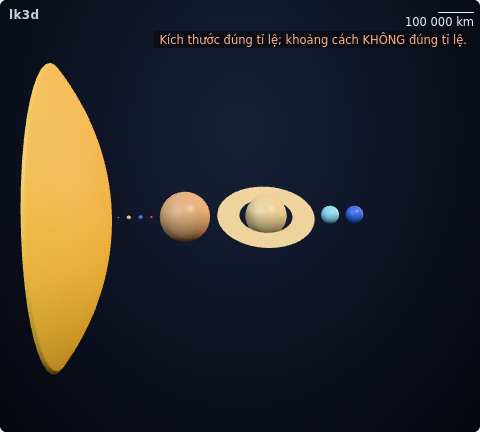 lk3d
100 000 km
Kích thước đúng tỉ lệ; khoảng cách KHÔNG đúng tỉ lệ.